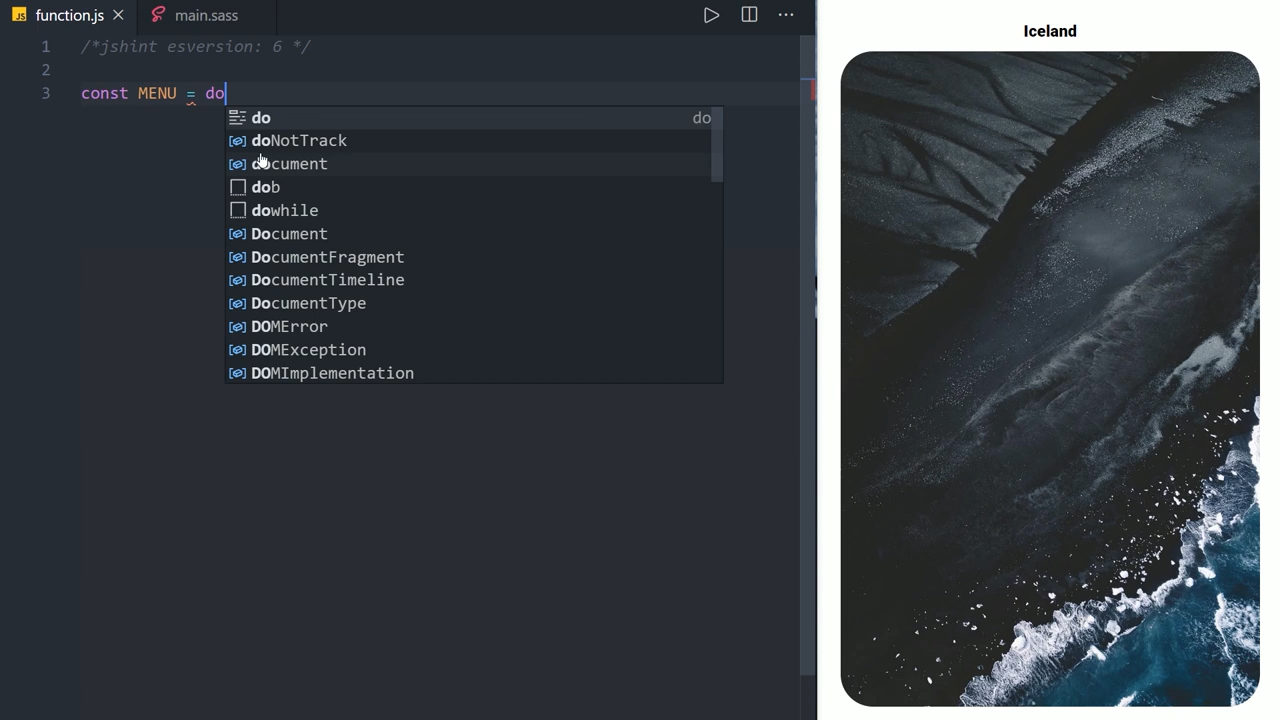 JS function.js
main.sass
1 /*jshint esversion: 6 */
2
3 const MENU = do
do do
doNotTrack
document
dob
dowhile
Document
DocumentFragment
DocumentTimeline
DocumentType
DOMError
DOMException
DOMImplementation
Iceland